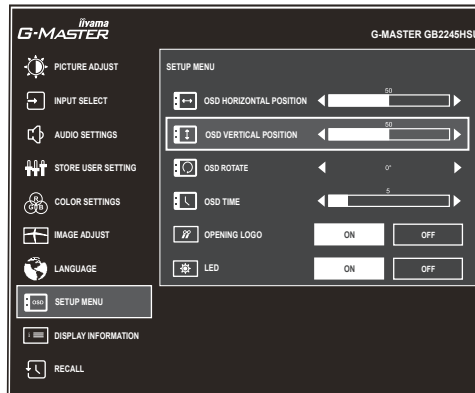 iiyama
G-MASTER
G-MASTER GB2245HSU
PICTURE ADJUST
INPUT SELECT
AUDIO SETTINGS
STORE USER SETTING
COLOR SETTINGS
R
G B
IMAGE ADJUST
LANGUAGE
OSD SETUP MENU
i DISPLAY INFORMATION
RECALL
SETUP MENU
OSD HORIZONTAL POSITION 50
OSD VERTICAL POSITION 50
OSD ROTATE 0°
OSD TIME 5
OPENING LOGO ON OFF
LED ON OFF